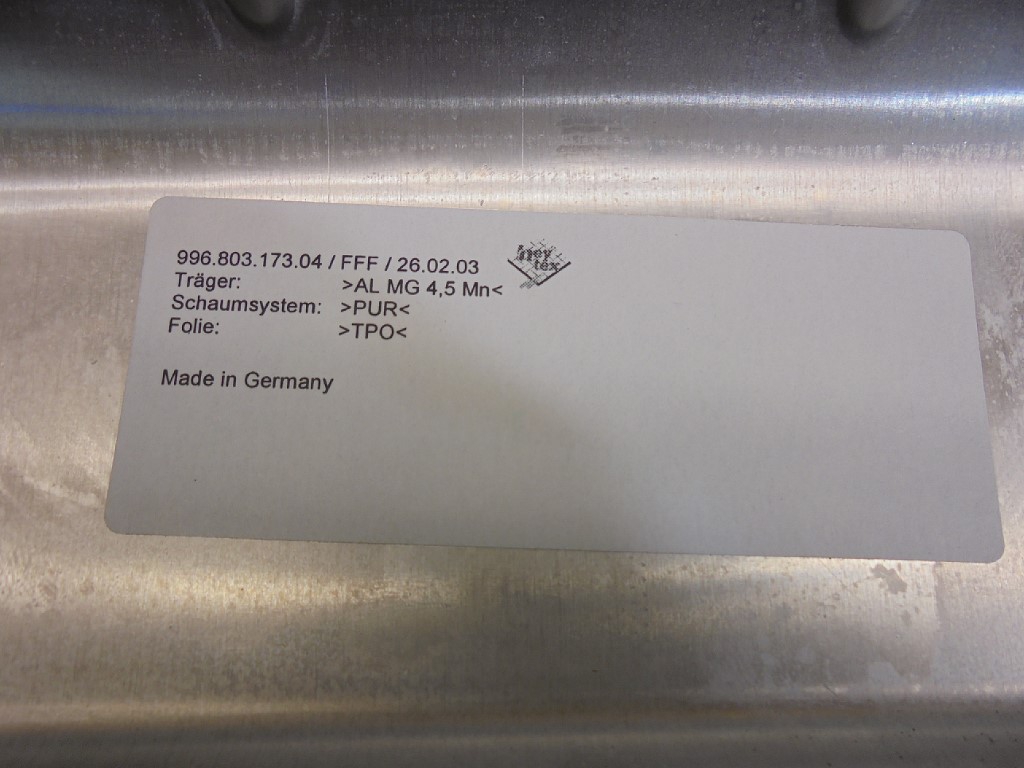 996.803.173.04 / FFF / 26.02.03
Träger: >AL MG 4,5 Mn<
Schaumsystem: >PUR<
Folie: >TPO<
Made in Germany